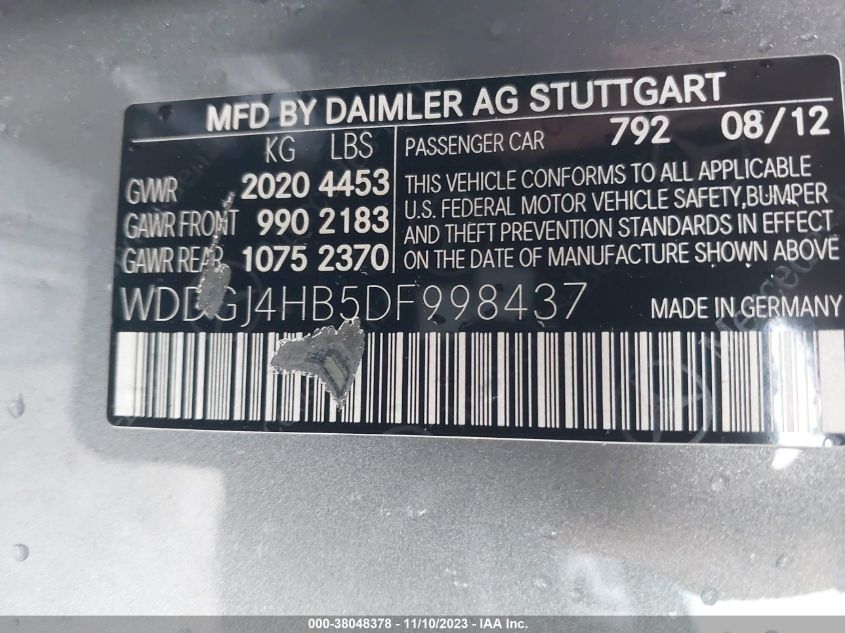 MFD BY DAIMLER AG STUTTGART
KG LBS
GVWR 2020 4453
GAWR FRONT 990 2183
GAWR REAR 1075 2370
PASSENGER CAR 792 08/12
THIS VEHICLE CONFORMS TO ALL APPLICABLE
U.S. FEDERAL MOTOR VEHICLE SAFETY,BUMPER
AND THEFT PREVENTION STANDARDS IN EFFECT
ON THE DATE OF MANUFACTURE SHOWN ABOVE
WDDGJ4HB5DF998437 MADE IN GERMANY
000-38048378 - 11/10/2023 - IAA Inc.